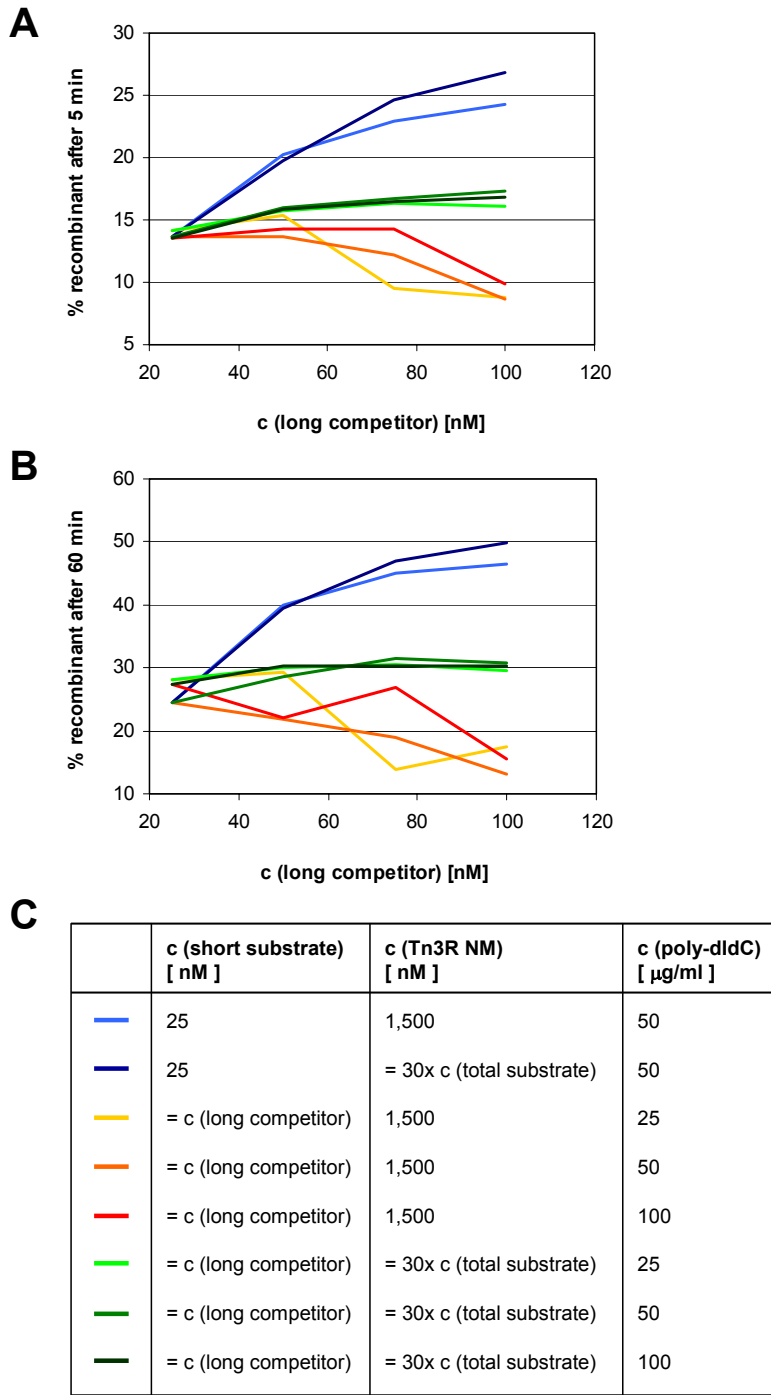 A
30
25
20
15
10
5
% recombinant after 5 min
20 40 60 80 100 120
c (long competitor) [nM]
B
60
50
40
30
20
10
% recombinant after 60 min
20 40 60 80 100 120
c (long competitor) [nM]
C
c (short substrate) [ nM ] c (Tn3R NM) [ nM ] c (poly-dIdC) [ μg/ml ]
25 1,500 50
25 = 30x c (total substrate) 50
= c (long competitor) 1,500 25
= c (long competitor) 1,500 50
= c (long competitor) 1,500 100
= c (long competitor) = 30x c (total substrate) 25
= c (long competitor) = 30x c (total substrate) 50
= c (long competitor) = 30x c (total substrate) 100